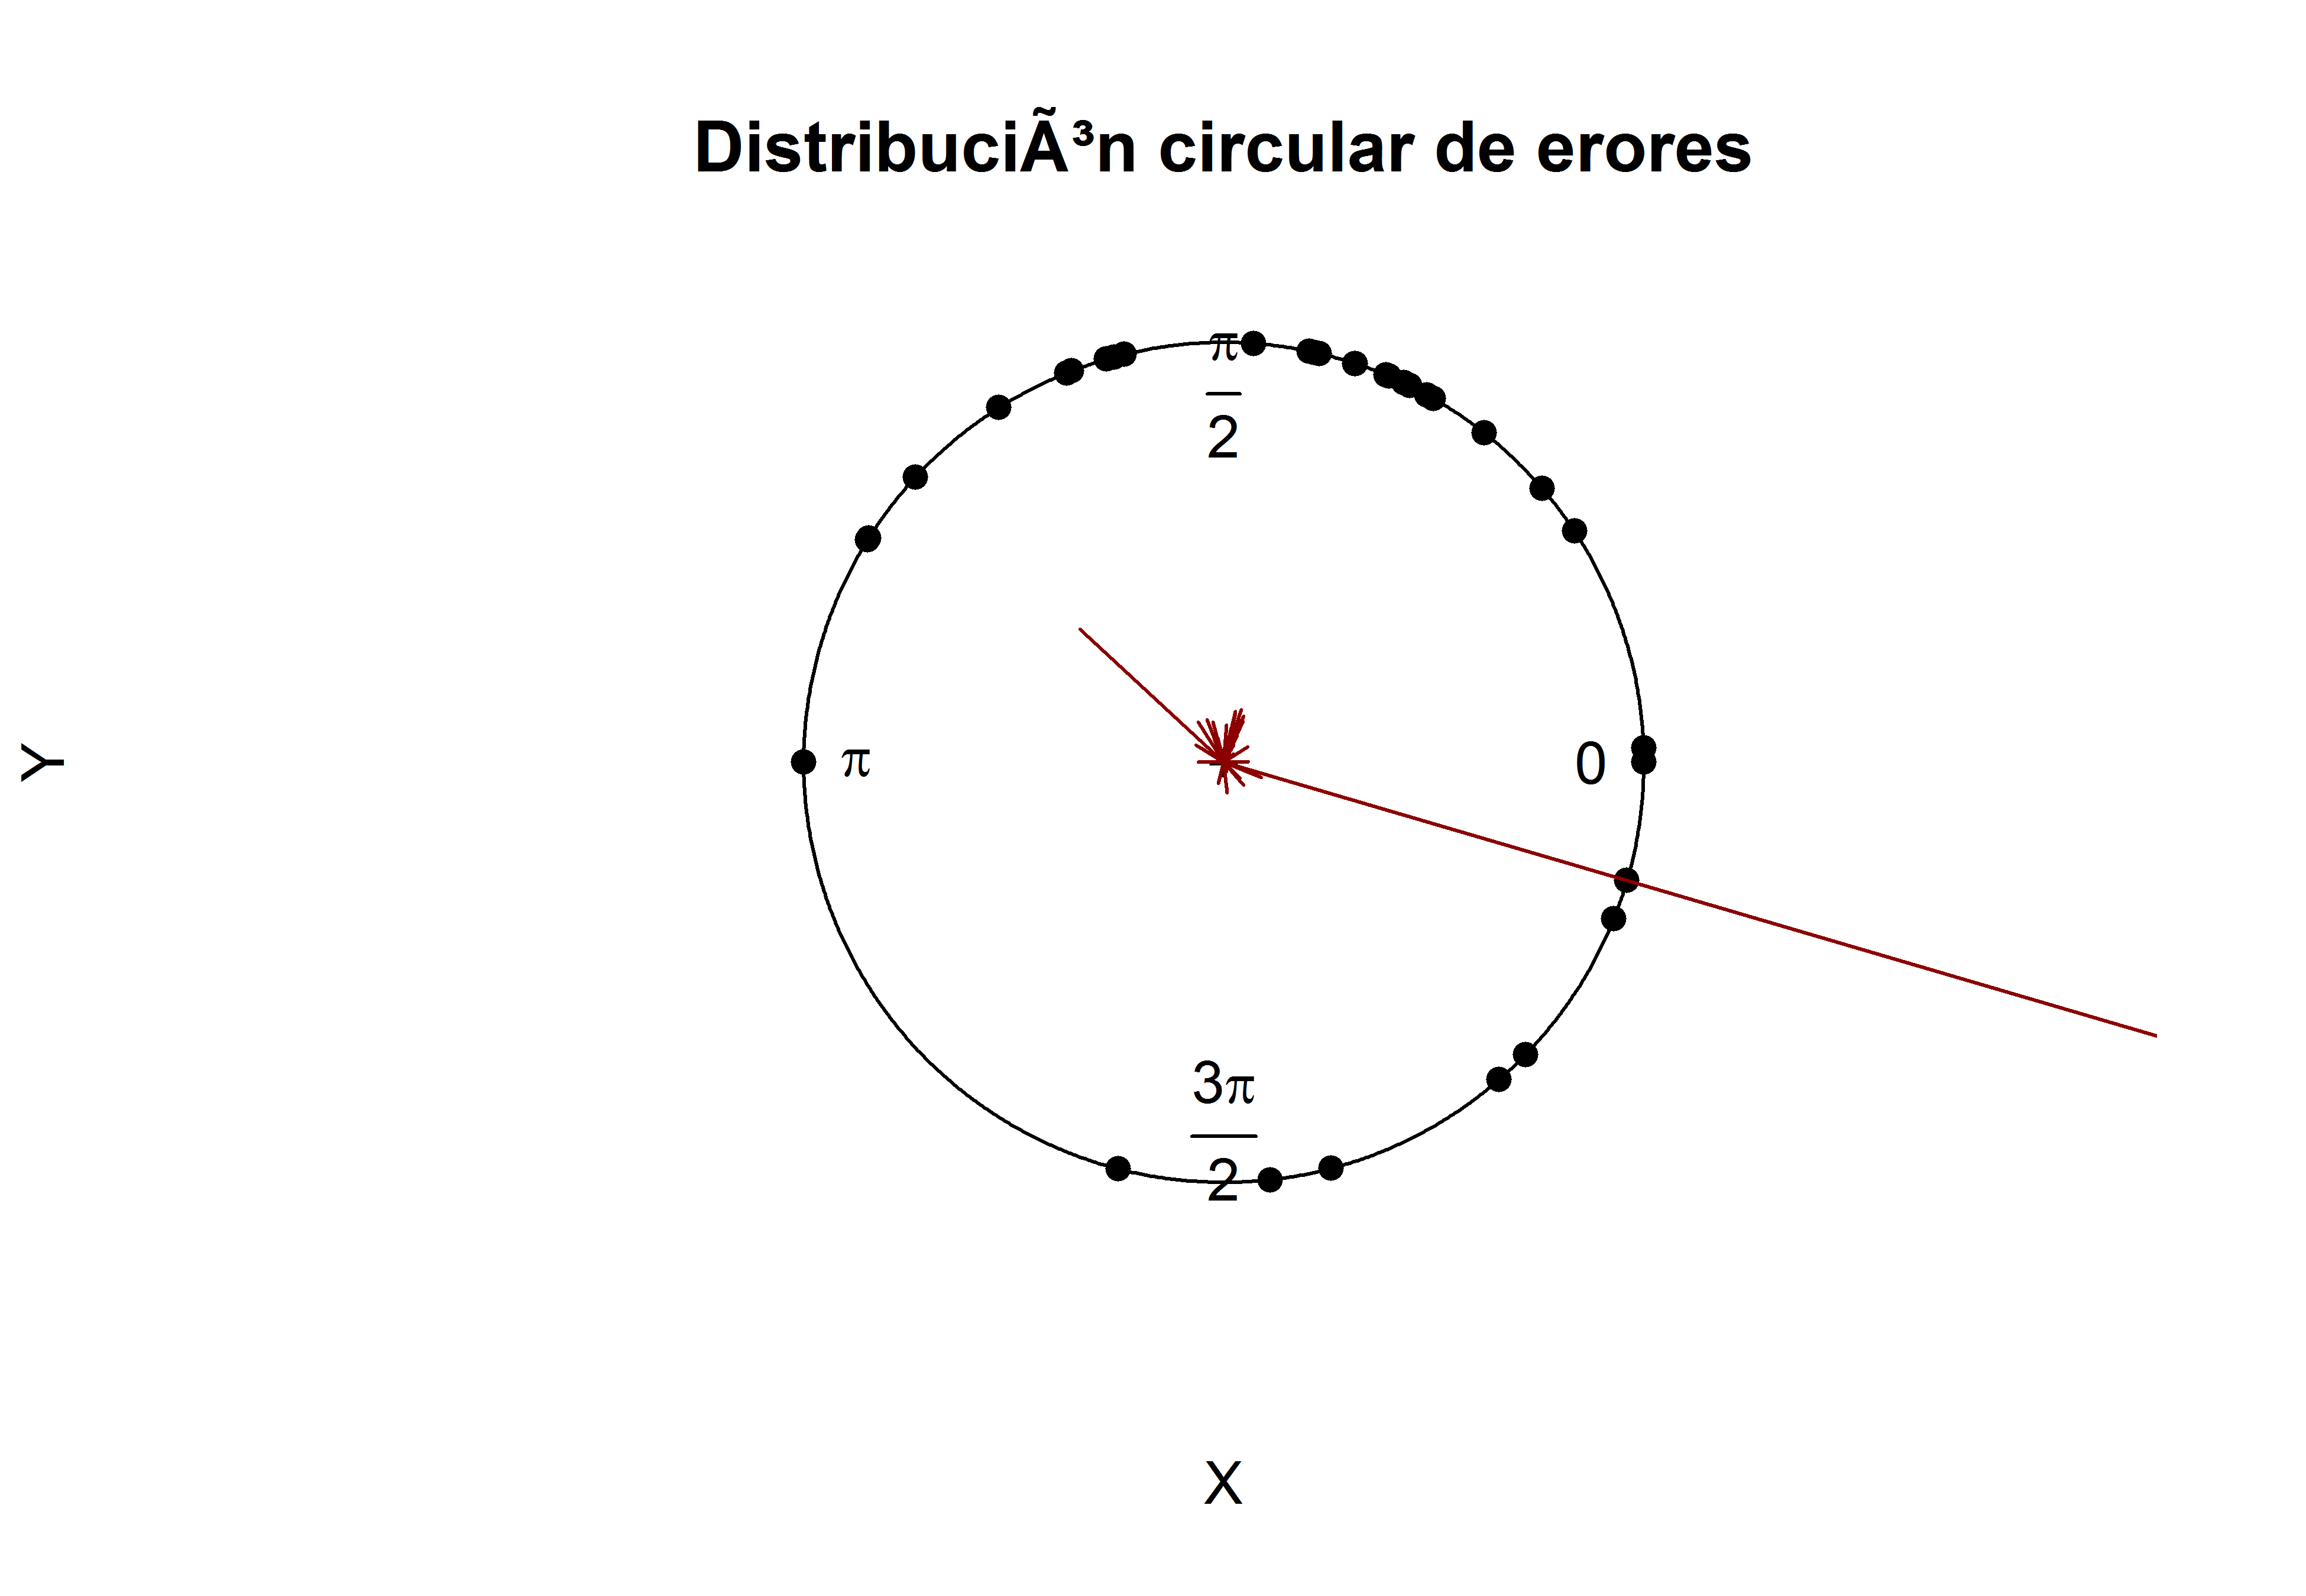 DistribuciÃ³n circular de erores
π
2
Y
π
0
3π
2
X